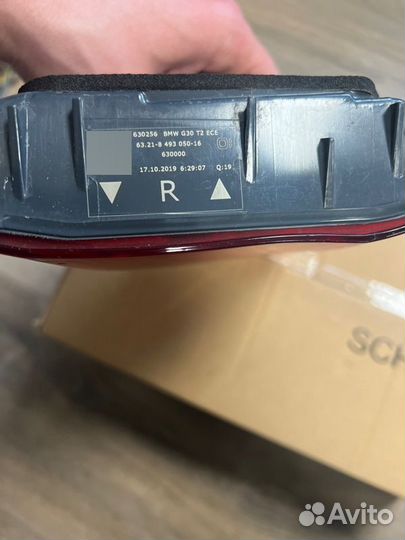 630256 BMW G30 T2 ECE
63.21-8 493 050-16
630000
17.10.2019 6:29:07 Q:19
R
SCH
Avito